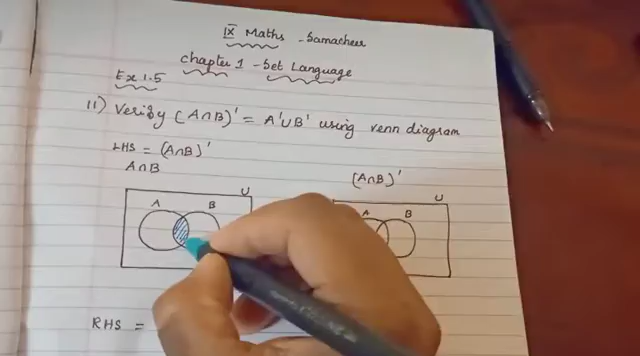 IX Maths - Samacheer
chapter 1 - Set Language
Ex 1.5
11) Verify (A∩B)' = A'∪B' using venn diagram
LHS = (A∩B)'
A∩B
(A∩B)'
U
U
A B
A B
RHS =